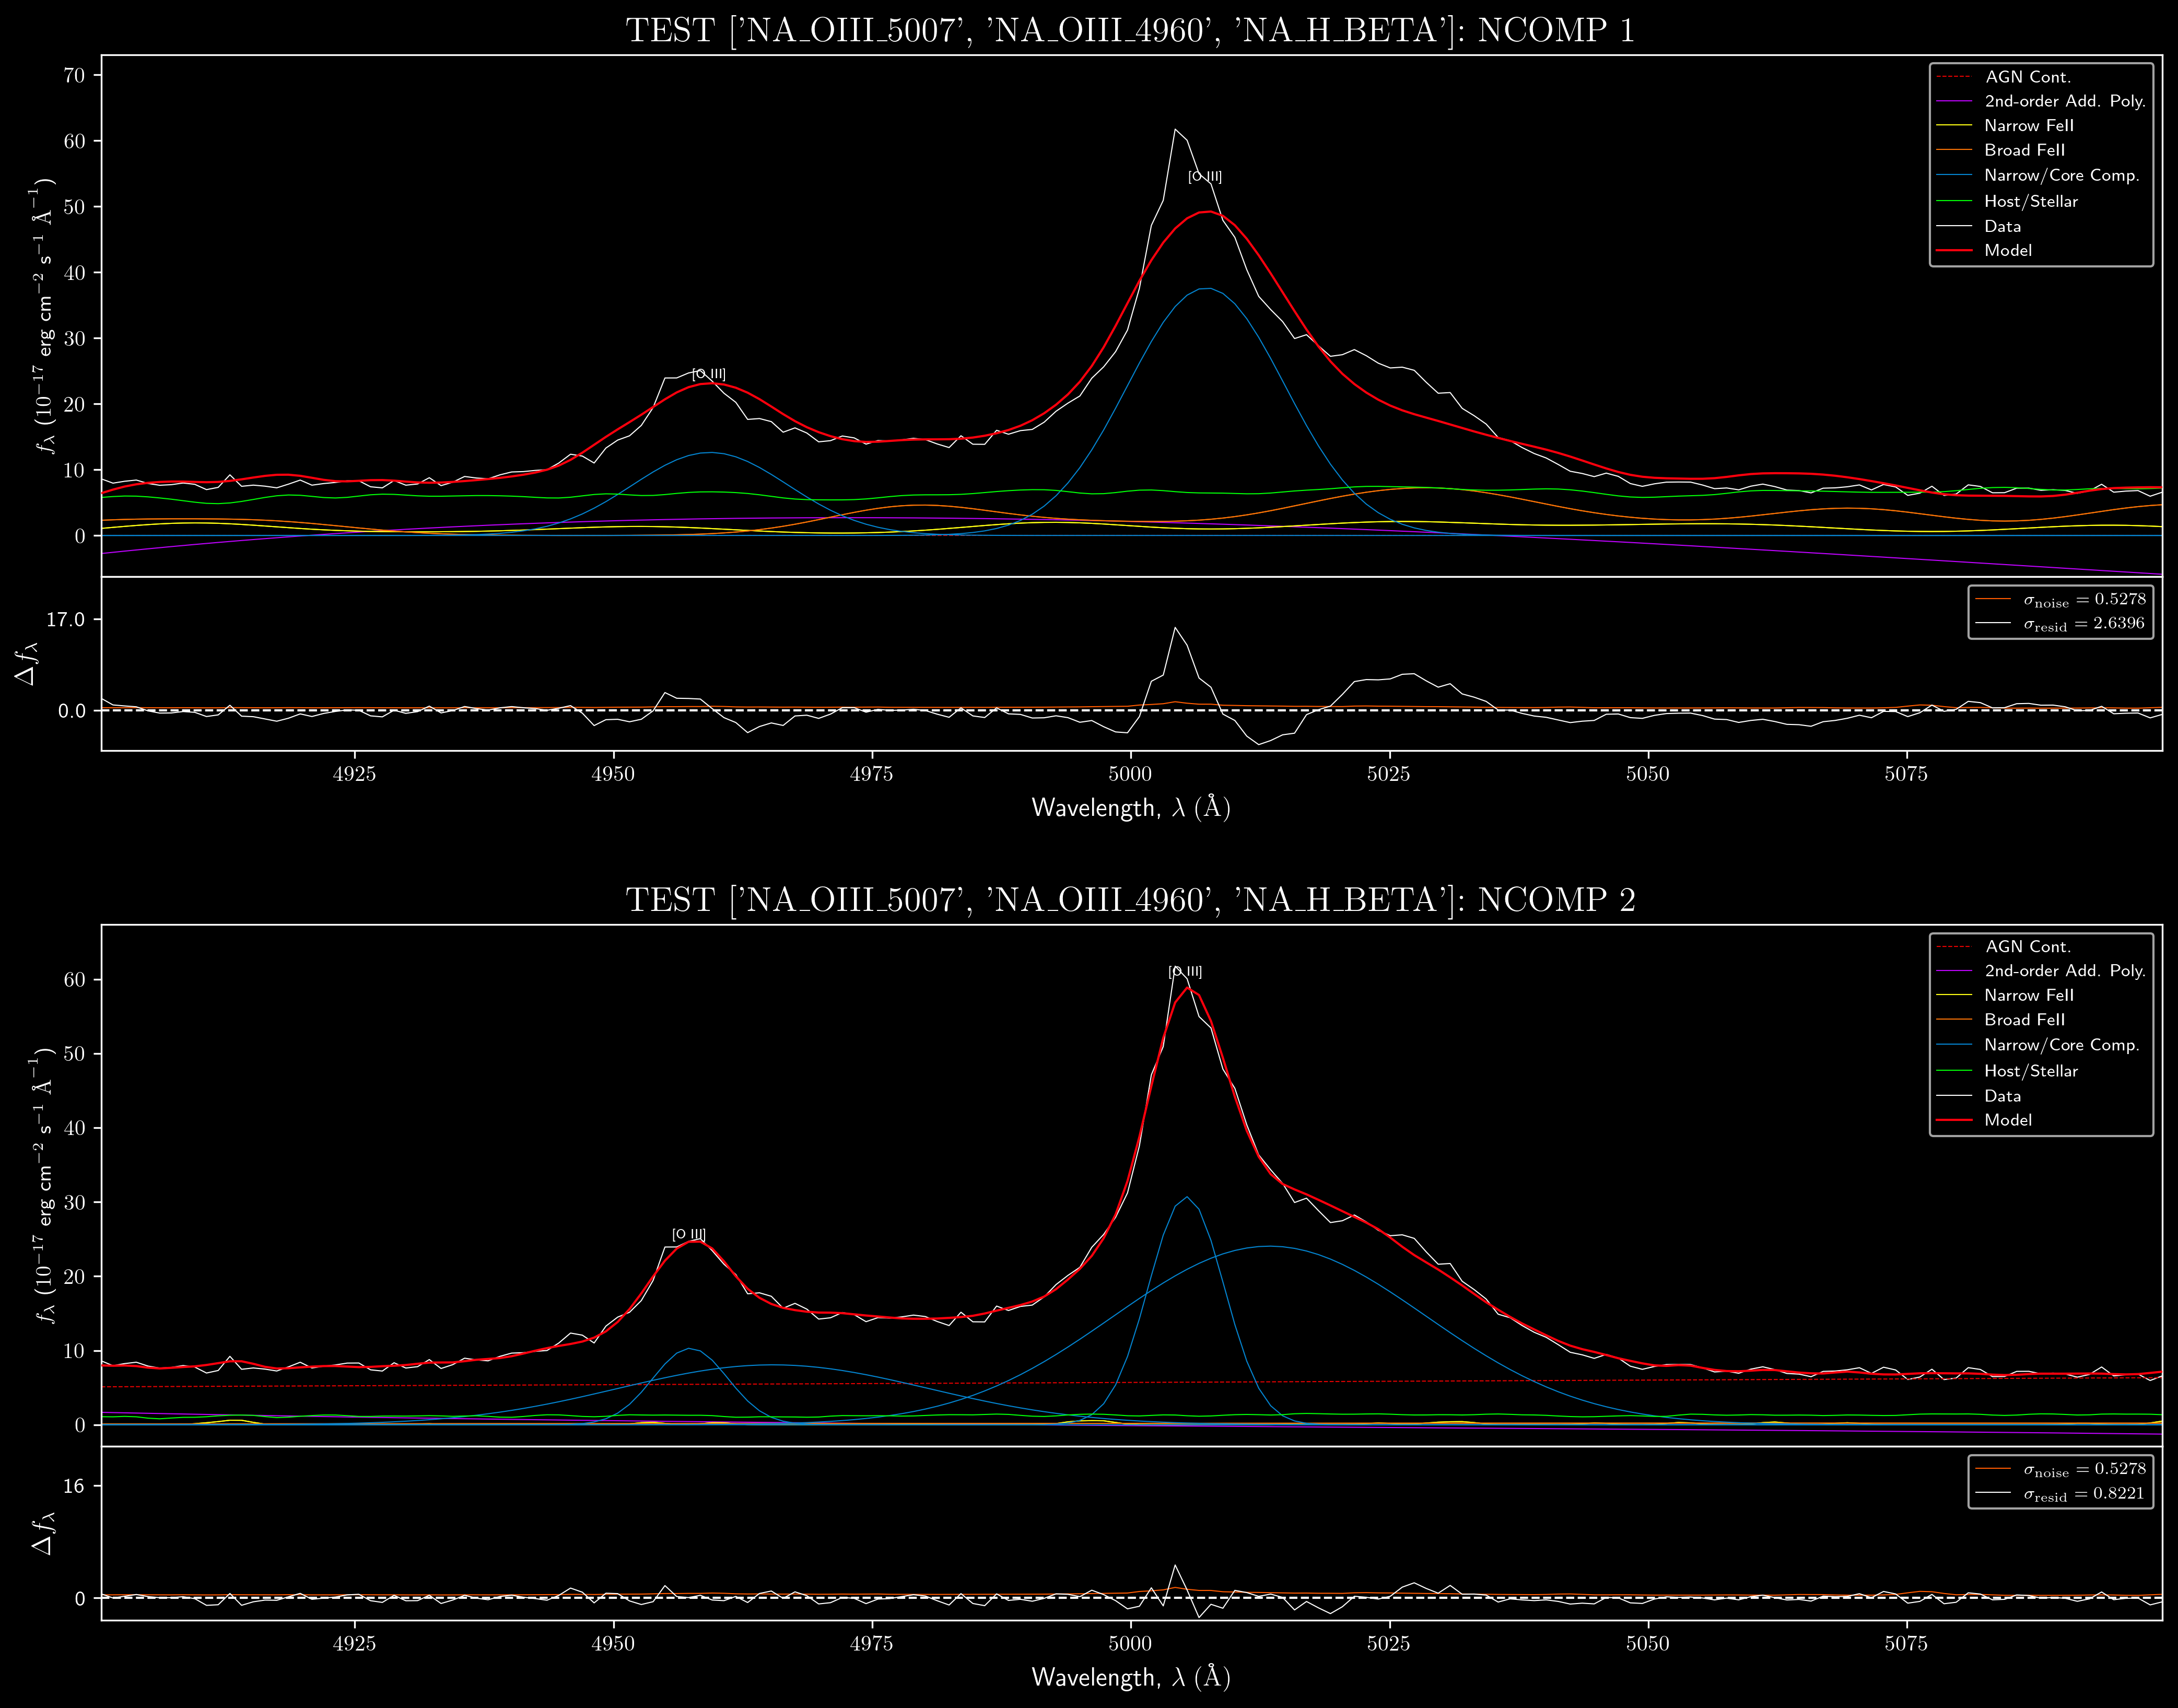 TEST ['NA_OIII_5007', 'NA_OIII_4960', 'NA_H_BETA']: NCOMP 1
70
60
50
40
30
20
10
0
f_λ (10^−17 erg cm^−2 s^−1 Å^−1)
[O III]
[O III]
AGN Cont.
2nd-order Add. Poly.
Narrow FeII
Broad FeII
Narrow/Core Comp.
Host/Stellar
Data
Model
17.0
0.0
Δf_λ
σ_noise = 0.5278
σ_resid = 2.6396
4925 4950 4975 5000 5025 5050 5075
Wavelength, λ (Å)
TEST ['NA_OIII_5007', 'NA_OIII_4960', 'NA_H_BETA']: NCOMP 2
60
50
40
30
20
10
0
f_λ (10^−17 erg cm^−2 s^−1 Å^−1)
[O III]
[O III]
AGN Cont.
2nd-order Add. Poly.
Narrow FeII
Broad FeII
Narrow/Core Comp.
Host/Stellar
Data
Model
16
0
Δf_λ
σ_noise = 0.5278
σ_resid = 0.8221
4925 4950 4975 5000 5025 5050 5075
Wavelength, λ (Å)